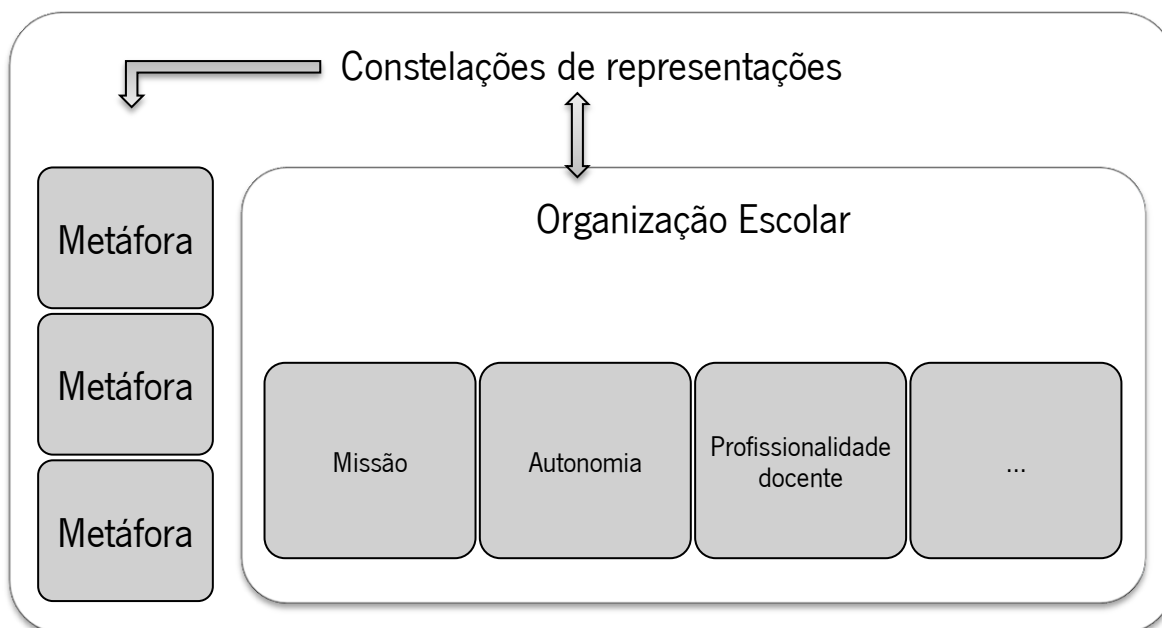 Constelações de representações
Metáfora
Metáfora
Metáfora
Organização Escolar
Missão
Autonomia
Profissionalidade
docente
...